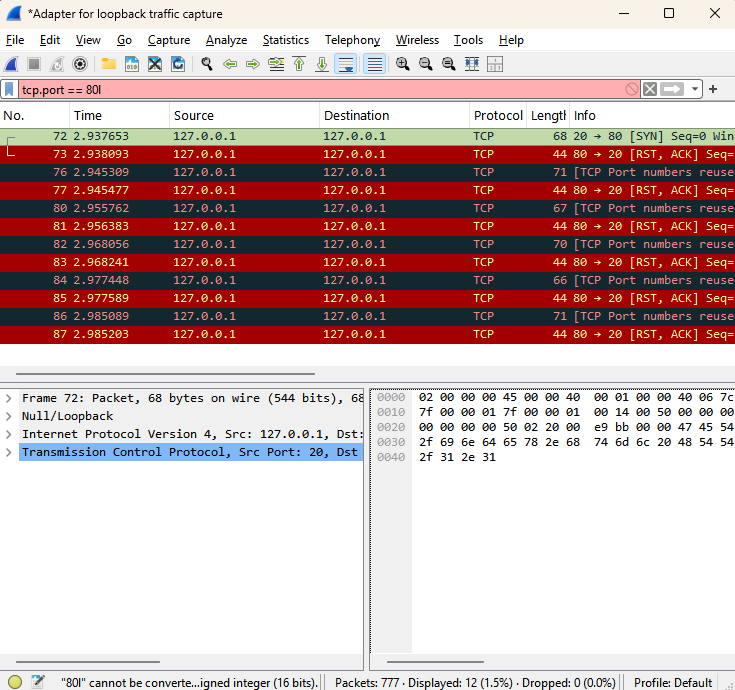 *Adapter for loopback traffic capture
File Edit View Go Capture Analyze Statistics Telephony Wireless Tools Help
tcp.port == 80l
No. Time Source Destination Protocol Lengtl Info
72 2.937653 127.0.0.1 127.0.0.1 TCP 68 20 → 80 [SYN] Seq=0 Win
73 2.938093 127.0.0.1 127.0.0.1 TCP 44 80 → 20 [RST, ACK] Seq=
76 2.945309 127.0.0.1 127.0.0.1 TCP 71 [TCP Port numbers reuse
77 2.945477 127.0.0.1 127.0.0.1 TCP 44 80 → 20 [RST, ACK] Seq=
80 2.955762 127.0.0.1 127.0.0.1 TCP 67 [TCP Port numbers reuse
81 2.956383 127.0.0.1 127.0.0.1 TCP 44 80 → 20 [RST, ACK] Seq=
82 2.968056 127.0.0.1 127.0.0.1 TCP 70 [TCP Port numbers reuse
83 2.968241 127.0.0.1 127.0.0.1 TCP 44 80 → 20 [RST, ACK] Seq=
84 2.977448 127.0.0.1 127.0.0.1 TCP 66 [TCP Port numbers reuse
85 2.977589 127.0.0.1 127.0.0.1 TCP 44 80 → 20 [RST, ACK] Seq=
86 2.985089 127.0.0.1 127.0.0.1 TCP 71 [TCP Port numbers reuse
87 2.985203 127.0.0.1 127.0.0.1 TCP 44 80 → 20 [RST, ACK] Seq=
Frame 72: Packet, 68 bytes on wire (544 bits), 68
Null/Loopback
Internet Protocol Version 4, Src: 127.0.0.1, Dst:
Transmission Control Protocol, Src Port: 20, Dst
0000 02 00 00 00 45 00 00 40 00 01 00 00 40 06 7c
0010 7f 00 00 01 7f 00 00 01 00 14 00 50 00 00 00
0020 00 00 00 00 50 02 20 00 e9 bb 00 00 47 45 54
0030 2f 69 6e 64 65 78 2e 68 74 6d 6c 20 48 54 54
0040 2f 31 2e 31
"80l" cannot be converte...igned integer (16 bits). Packets: 777 · Displayed: 12 (1.5%) · Dropped: 0 (0.0%) Profile: Default